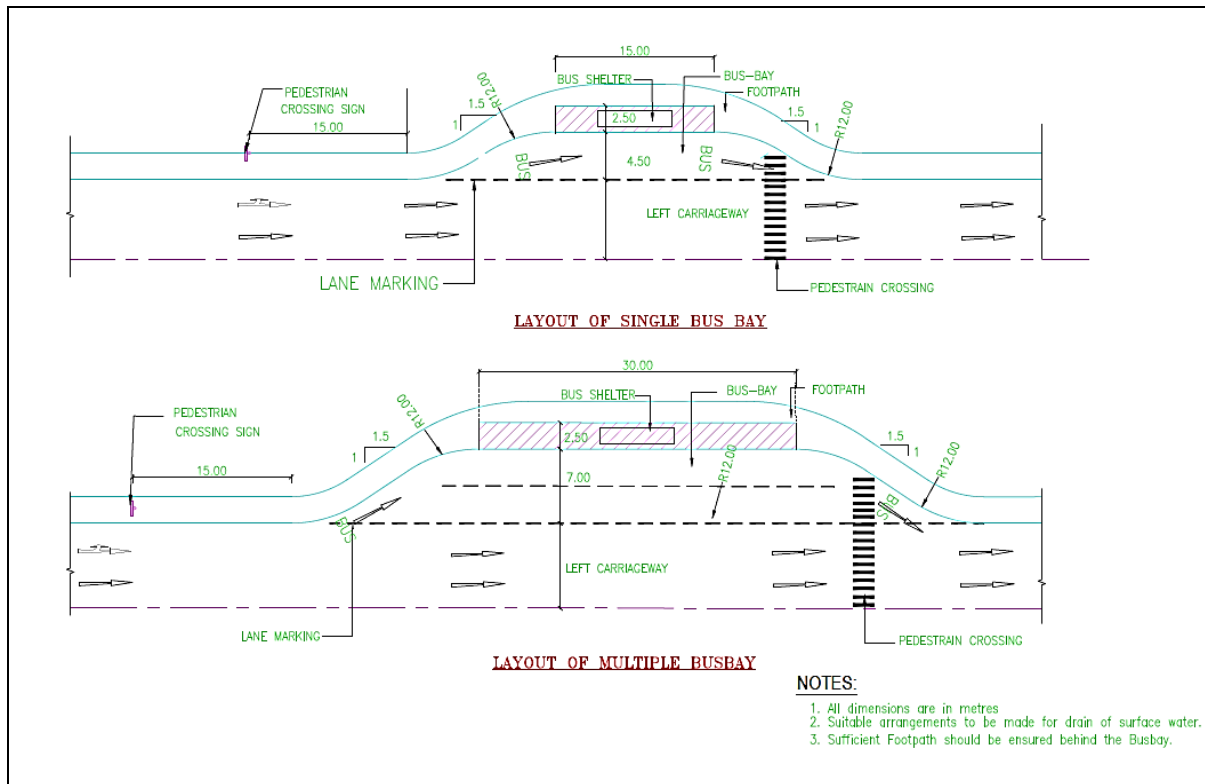 15.00
BUS SHELTER
BUS-BAY
FOOTPATH
PEDESTRIAN
CROSSING SIGN
15.00
R12.00
1.5
1
2.50
1.5
1
R12.00
BUS
BUS
4.50
LEFT CARRIAGEWAY
LANE MARKING
PEDESTRAIN CROSSING
LAYOUT OF SINGLE BUS BAY
30.00
BUS SHELTER
BUS-BAY
FOOTPATH
PEDESTRIAN
CROSSING SIGN
15.00
R12.00
1.5
1
2.50
1.5
1
R12.00
7.00
R12.00
BUS
BUS
LEFT CARRIAGEWAY
LANE MARKING
PEDESTRAIN CROSSING
LAYOUT OF MULTIPLE BUSBAY
NOTES:
1. All dimensions are in metres
2. Suitable arrangements to be made for drain of surface water.
3. Sufficient Footpath should be ensured behind the Busbay.